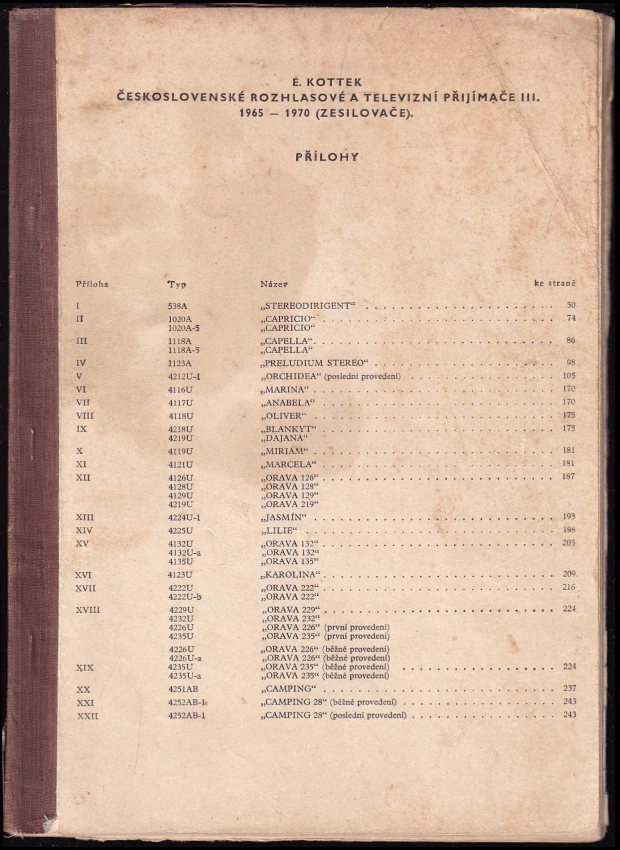 E. KOTTEK
ČESKOSLOVENSKÉ ROZHLASOVÉ A TELEVIZNÍ PŘIJÍMAČE III.
1965 — 1970 (ZESILOVAČE).
PŘÍLOHY
Příloha Typ Název ke straně
I 538A „STEREODIRIGENT“ 50
II 1020A „CAPRICIO“ 74
1020A-5 „CAPRICIO“
III 1118A „CAPELLA“ 86
1118A-5 „CAPELLA“
IV 1123A „PRELUDIUM STEREO“ 98
V 4212U-1 „ORCHIDEA“ (poslední provedení) 105
VI 4116U „MARINA“ 170
VII 4117U „ANABELA“ 170
VIII 4118U „OLIVER“ 175
IX 4218U „BLANKYT“ 175
4219U „DAJANA“
X 4119U „MIRIAM“ 181
XI 4121U „MARCELA“ 181
XII 4126U „ORAVA 126“ 187
4128U „ORAVA 128“
4129U „ORAVA 129“
4219U „ORAVA 219“
XIII 4224U-1 „JASMÍN“ 193
XIV 4225U „LILIE“ 198
XV 4132U „ORAVA 132“ 203
4132U-a „ORAVA 132“
4135U „ORAVA 135“
XVI 4123U „KAROLINA“ 209
XVII 4222U „ORAVA 222“ 216
4222U-b „ORAVA 222“
XVIII 4229U „ORAVA 229“ 224
4232U „ORAVA 232“
4226U „ORAVA 226“ (první provedení)
4235U „ORAVA 235“ (první provedení)
4226U „ORAVA 226“ (běžné provedení)
4226U-a „ORAVA 226“ (běžné provedení)
XIX 4235U „ORAVA 235“ (běžné provedení) 224
4235U-a „ORAVA 235“ (běžné provedení)
XX 4251AB „CAMPING“ 237
XXI 4252AB-1 „CAMPING 28“ (běžné provedení) 243
XXII 4252AB-1 „CAMPING 28“ (poslední provedení) 243